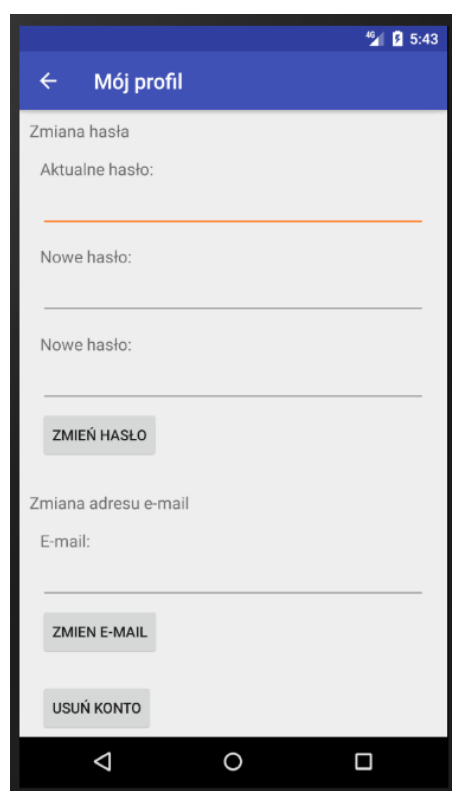 4G 5:43
Mój profil
Zmiana hasła
Aktualne hasło:
Nowe hasło:
Nowe hasło:
ZMIEŃ HASŁO
Zmiana adresu e-mail
E-mail:
ZMIEN E-MAIL
USUŃ KONTO